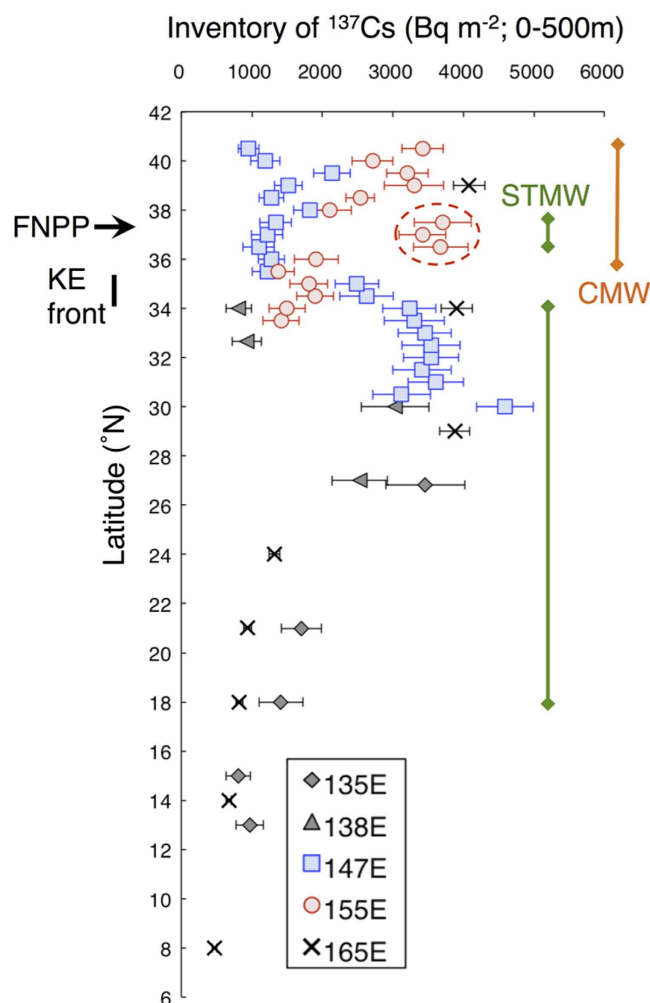 Inventory of ¹³⁷Cs (Bq m⁻²; 0-500m)
0 1000 2000 3000 4000 5000 6000
42
40
38
36
34
32
30
28
26
24
22
20
18
16
14
12
10
8
6
Latitude (˚N)
FNPP
KE
front
STMW
CMW
135E
138E
147E
155E
165E